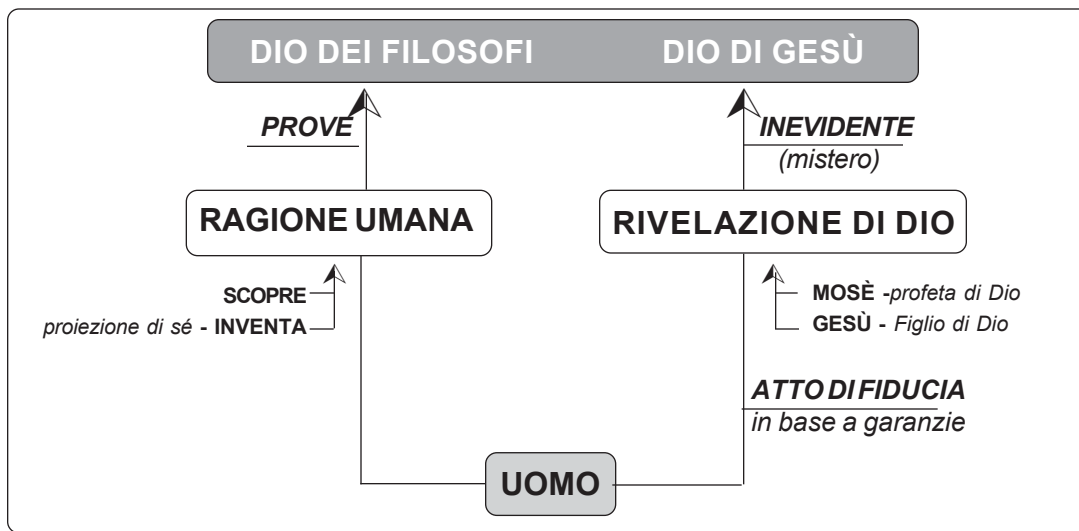 DIO DEI FILOSOFI DIO DI GESÙ
PROVE
INEVIDENTE
(mistero)
RAGIONE UMANA
RIVELAZIONE DI DIO
SCOPRE
proiezione di sé - INVENTA
MOSÈ -profeta di Dio
GESÙ - Figlio di Dio
ATTO DI FIDUCIA
in base a garanzie
UOMO